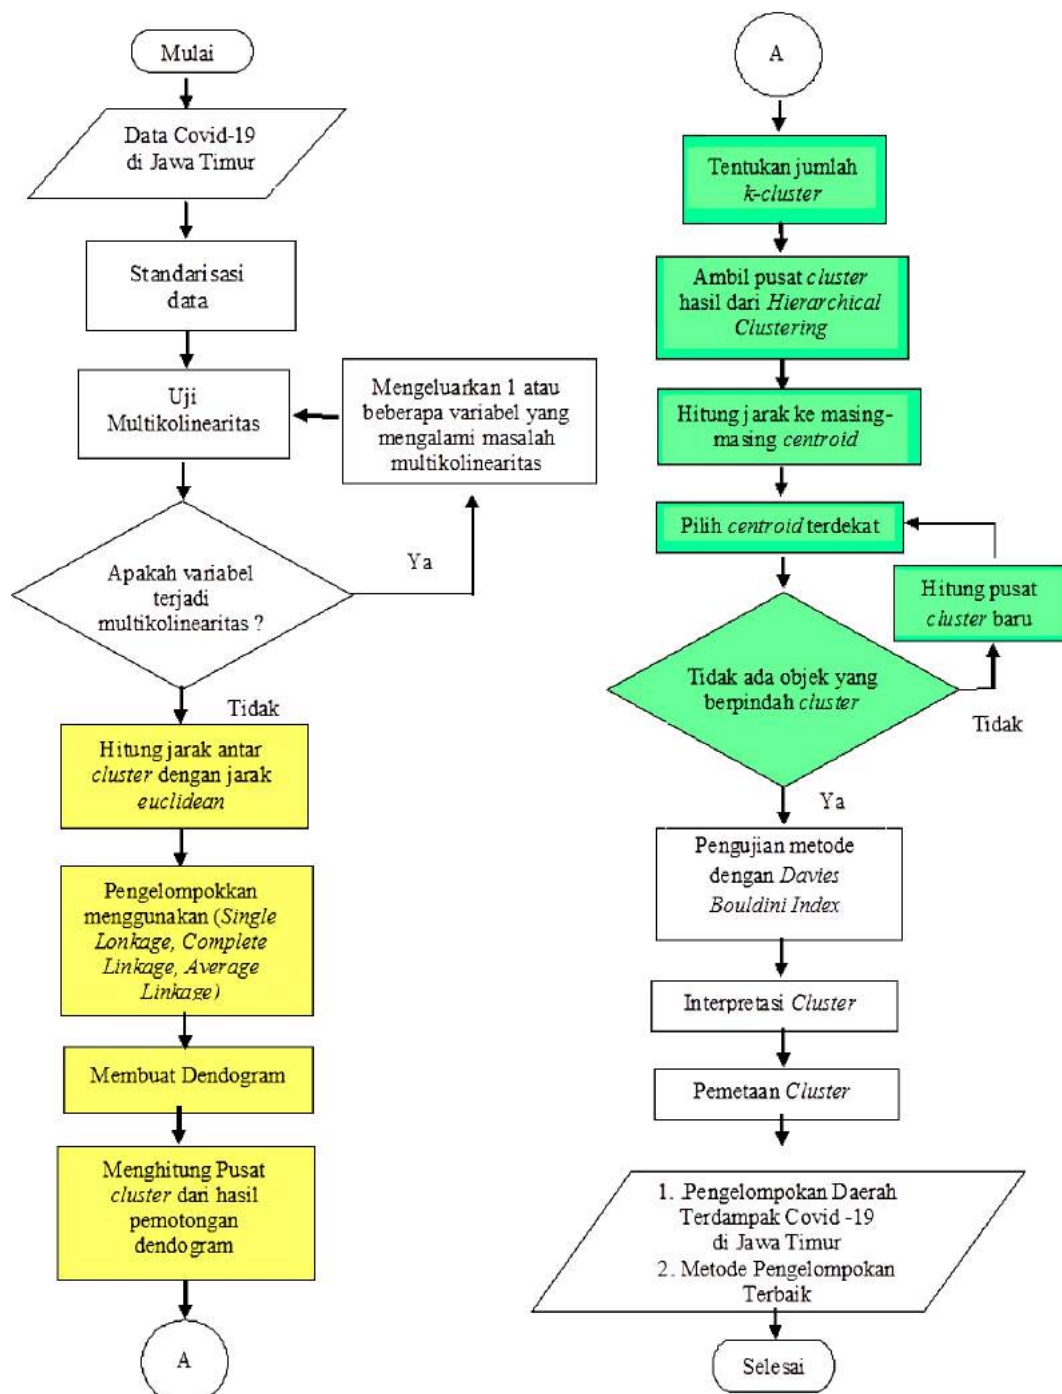 Mulai
Data Covid-19
di Jawa Timur
Standarisasi
data
Uji
Multikolinearitas
Mengeluarkan 1 atau
beberapa variabel yang
mengalami masalah
multikolinearitas
Apakah variabel
terjadi
multikolinearitas ?
Ya
Tidak
Hitung jarak antar
cluster dengan jarak
euclidean
Pengelompokkan
menggunakan (Single
Lonkage, Complete
Linkage, Average
Linkage)
Membuat Dendogram
Menghitung Pusat
cluster dari hasil
pemotongan
dendogram
A
A
Tentukan jumlah
k-cluster
Ambil pusat cluster
hasil dari Hierarchical
Clustering
Hitung jarak ke masing-
masing centroid
Pilih centroid terdekat
Hitung pusat
cluster baru
Tidak ada objek yang
berpindah cluster
Tidak
Ya
Pengujian metode
dengan Davies
Bouldini Index
Interpretasi Cluster
Pemetaan Cluster
1. .Pengelompokan Daerah
Terdampak Covid -19
di Jawa Timur
2. Metode Pengelompokan
Terbaik
Selesai